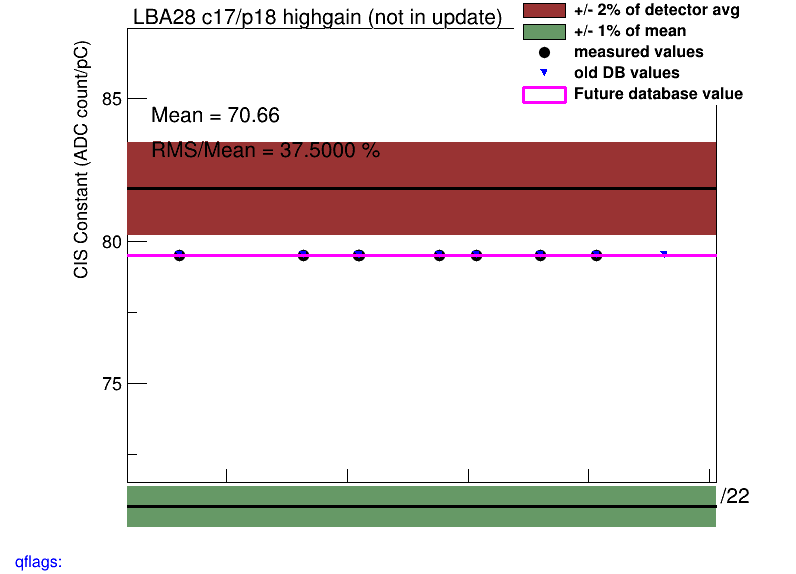 LBA28 c17/p18 highgain (not in update)
+/- 2% of detector avg
+/- 1% of mean
measured values
old DB values
Future database value
CIS Constant (ADC count/pC)
85
Mean = 70.66
RMS/Mean = 37.5000 %
80
75
/22
qflags: